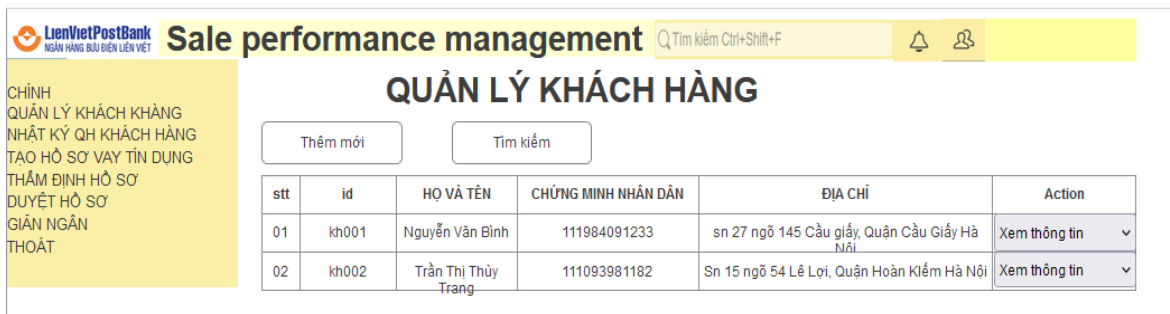 LienVietPostBank
NGÂN HÀNG BƯU ĐIỆN LIÊN VIỆT
Sale performance management
Tìm kiếm Ctrl+Shift+F
QUẢN LÝ KHÁCH HÀNG
CHÍNH
QUẢN LÝ KHÁCH KHÀNG
NHẬT KÝ QH KHÁCH HÀNG
TẠO HỒ SƠ VAY TÍN DỤNG
THẨM ĐỊNH HỒ SƠ
DUYỆT HỒ SƠ
GIẢN NGÂN
THOÁT
Thêm mới
Tìm kiếm
stt id HỌ VÀ TÊN CHỨNG MINH NHÂN DÂN ĐỊA CHỈ Action
01 kh001 Nguyễn Văn Bình 111984091233 sn 27 ngõ 145 Cầu giấy, Quận Cầu Giấy Hà Xem thông tin
Nội
02 kh002 Trần Thị Thùy 111093981182 Sn 15 ngõ 54 Lê Lợi, Quận Hoàn KIếm Hà Nội Xem thông tin
Trang